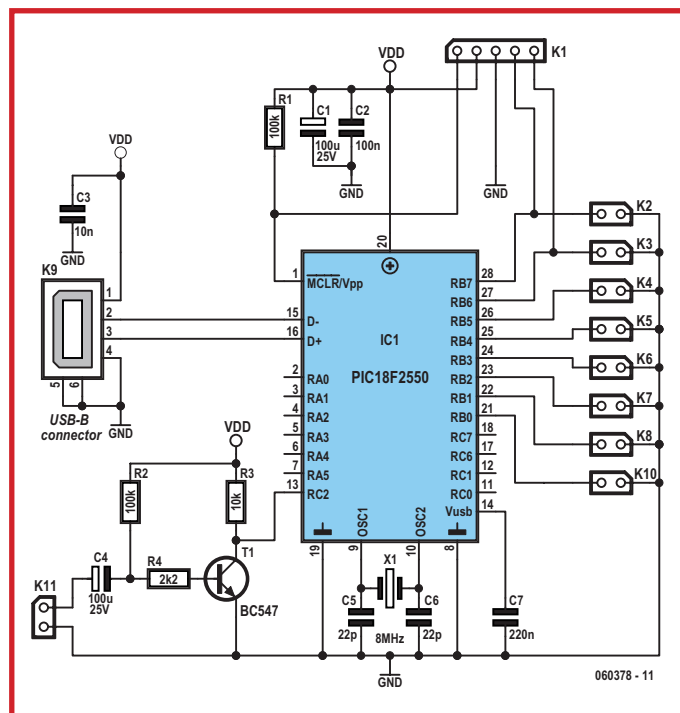 VDD
K1
R1
100k
C1
100u
25V
C2
100n
GND
GND
VDD
C3
10n
GND
K9
1
2
3
4
5
6
USB-B
connector
GND
20
1
MCLR/Vpp
15
D-
16
D+
IC1
PIC18F2550
2
RA0
3
RA1
4
RA2
5
RA3
6
RA4
7
RA5
13
RC2
RB7
28
RB6
27
RB5
26
RB4
25
RB3
24
RB2
23
RB1
22
RB0
21
RC7
18
RC6
17
RC1
12
RC0
11
Vusb
14
OSC1
OSC2
19
9
10
8
K2
K3
K4
K5
K6
K7
K8
K10
VDD
R2
100k
R3
10k
C4
100u
25V
R4
2k2
T1
BC547
K11
X1
8MHz
C5
22p
C6
22p
C7
220n
GND
060378 - 11